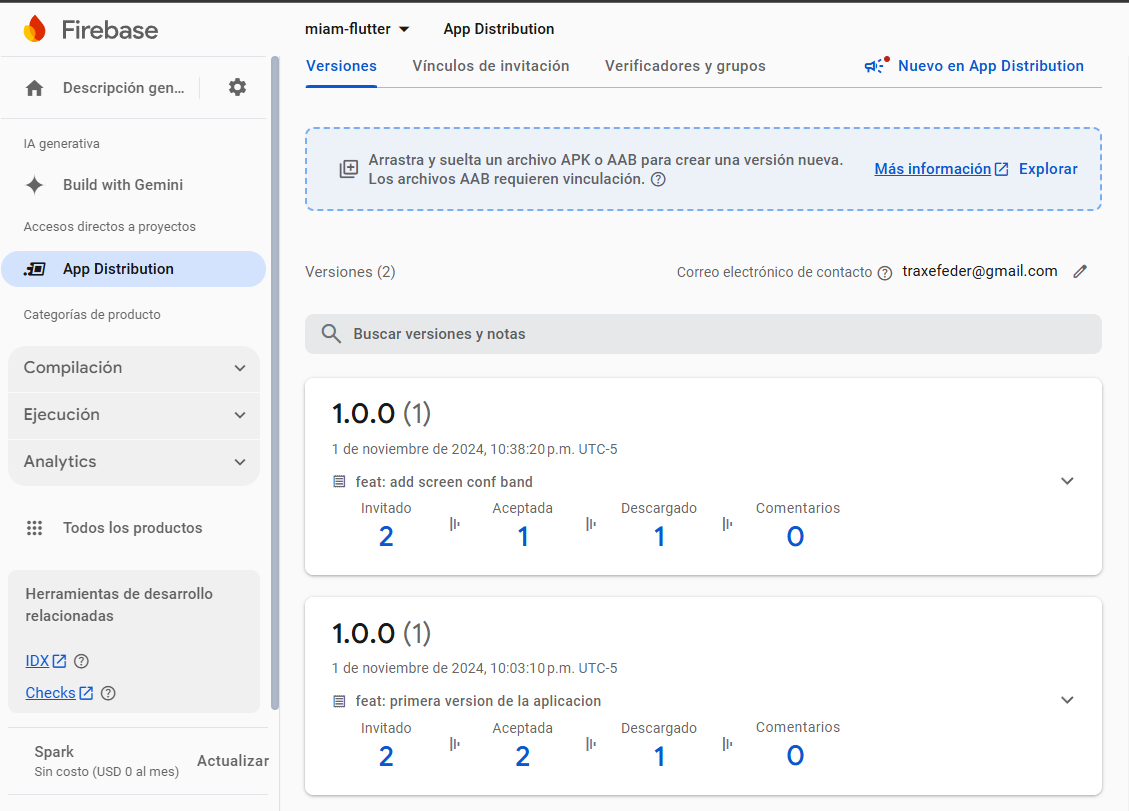 Firebase
miam-flutter
App Distribution
Descripción gen...
Versiones
Vínculos de invitación
Verificadores y grupos
Nuevo en App Distribution
IA generativa
Build with Gemini
Accesos directos a proyectos
App Distribution
Categorías de producto
Compilación
Ejecución
Analytics
Todos los productos
Herramientas de desarrollo
relacionadas
IDX
Checks
Spark
Sin costo (USD 0 al mes)
Actualizar
Arrastra y suelta un archivo APK o AAB para crear una versión nueva.
Los archivos AAB requieren vinculación.
Más información
Explorar
Versiones (2)
Correo electrónico de contacto
traxefeder@gmail.com
Buscar versiones y notas
1.0.0 (1)
1 de noviembre de 2024, 10:38:20 p.m. UTC-5
feat: add screen conf band
Invitado Aceptada Descargado Comentarios
2 1 1 0
1.0.0 (1)
1 de noviembre de 2024, 10:03:10 p.m. UTC-5
feat: primera version de la aplicacion
Invitado Aceptada Descargado Comentarios
2 2 1 0